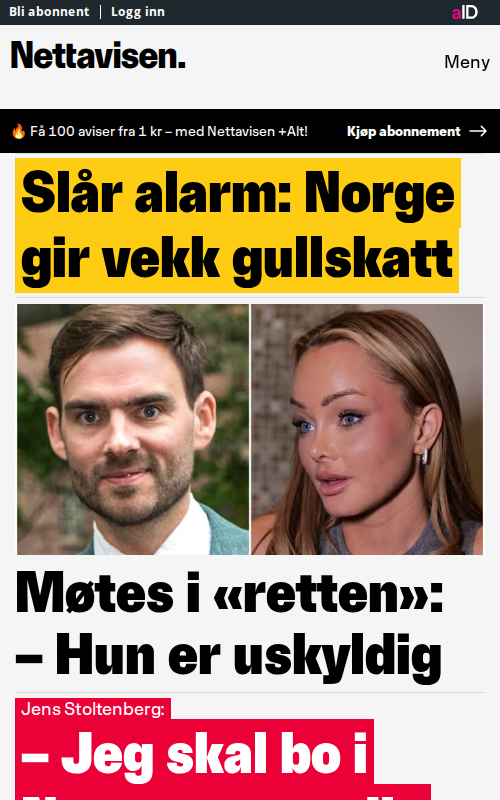 Bli abonnent
Logg inn
aID
Nettavisen.
Meny
Få 100 aviser fra 1 kr – med Nettavisen +Alt!
Kjøp abonnement
Slår alarm: Norge
gir vekk gullskatt
Møtes i «retten»:
– Hun er uskyldig
Jens Stoltenberg:
– Jeg skal bo i